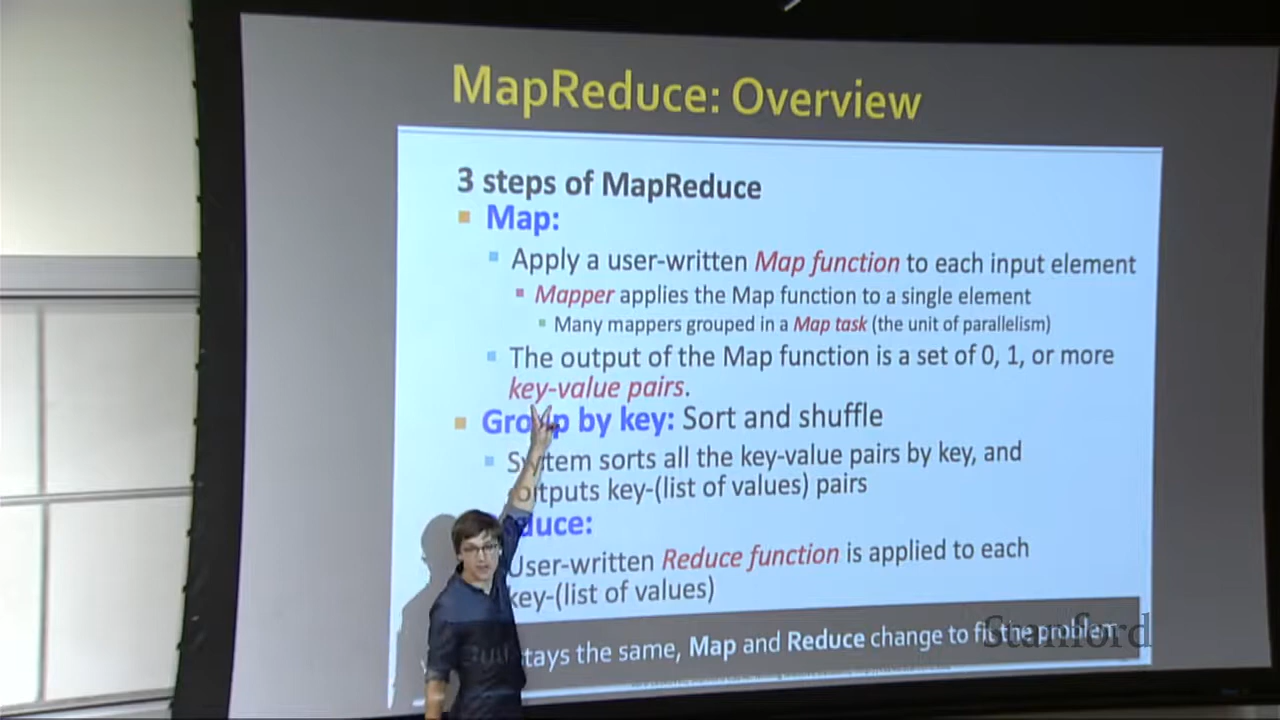 MapReduce: Overview
3 steps of MapReduce
Map:
Apply a user-written Map function to each input element
Mapper applies the Map function to a single element
Many mappers grouped in a Map task (the unit of parallelism)
The output of the Map function is a set of 0, 1, or more
key-value pairs.
Group by key: Sort and shuffle
System sorts all the key-value pairs by key, and
outputs key-(list of values) pairs
duce:
User-written Reduce function is applied to each
key-(list of values)
tays the same, Map and Reduce change to fit the problem
Stanford